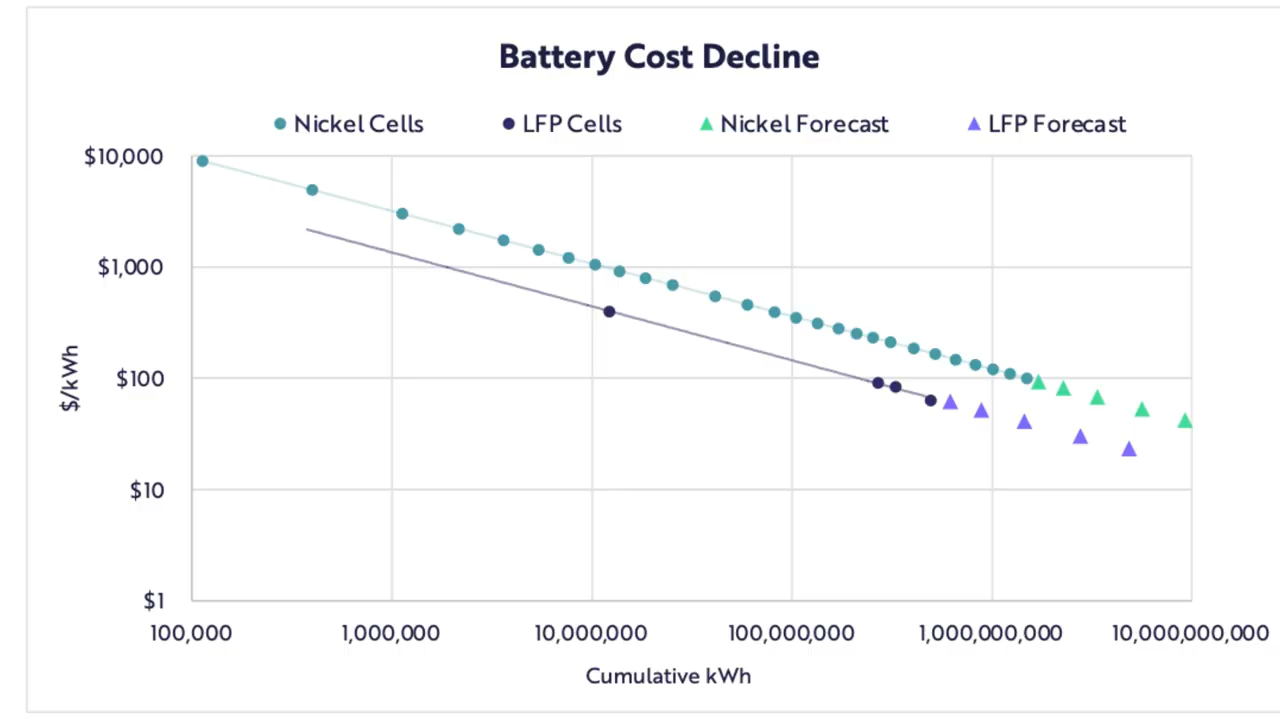 Battery Cost Decline
Nickel Cells LFP Cells Nickel Forecast LFP Forecast
$10,000
$1,000
$100
$10
$1
$/kWh
100,000 1,000,000 10,000,000 100,000,000 1,000,000,000 10,000,000,000
Cumulative kWh